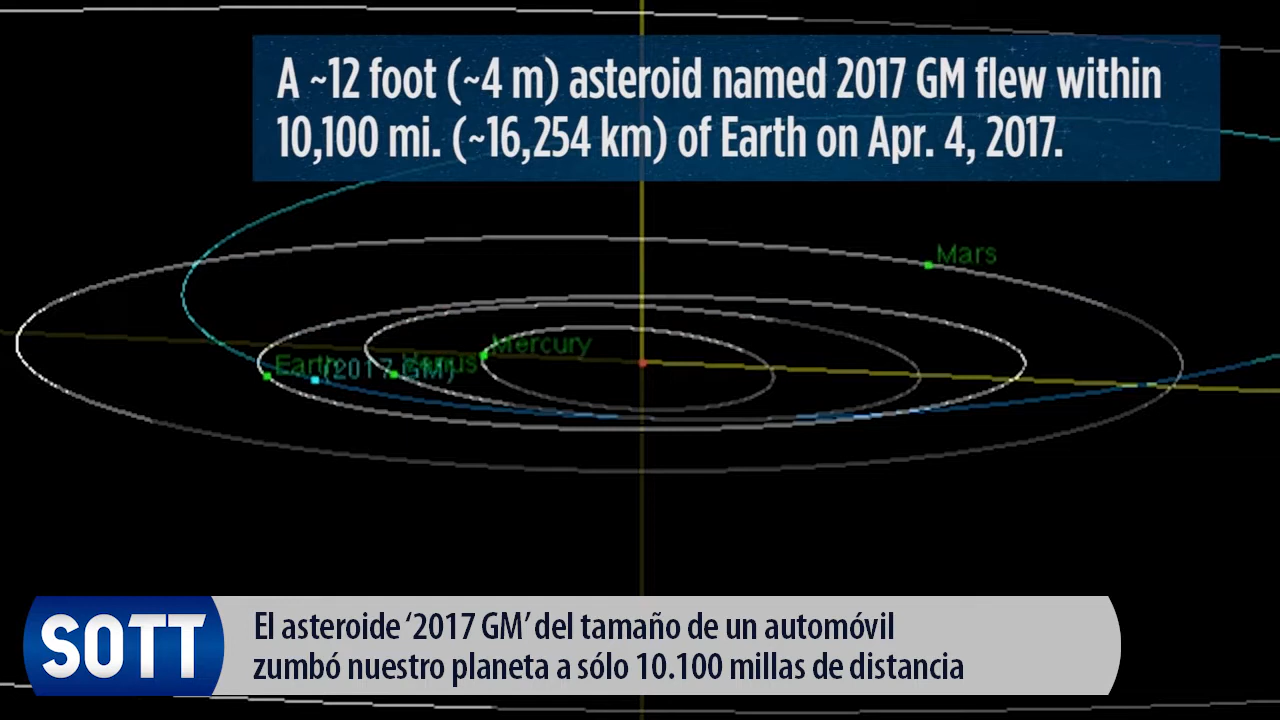 A ~12 foot (~4 m) asteroid named 2017 GM flew within
10,100 mi. (~16,254 km) of Earth on Apr. 4, 2017.
Mars
Mercury
Earth
(2017 GM)
Venus
SOTT
El asteroide ‘2017 GM’ del tamaño de un automóvil
zumbó nuestro planeta a sólo 10.100 millas de distancia